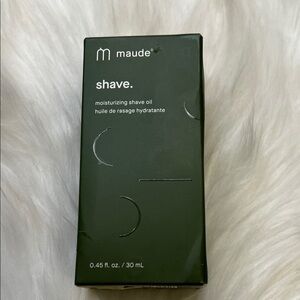 maude®
shave.
moisturizing shave oil
huile de rasage hydratante
0.45 fl. oz. / 30 mL